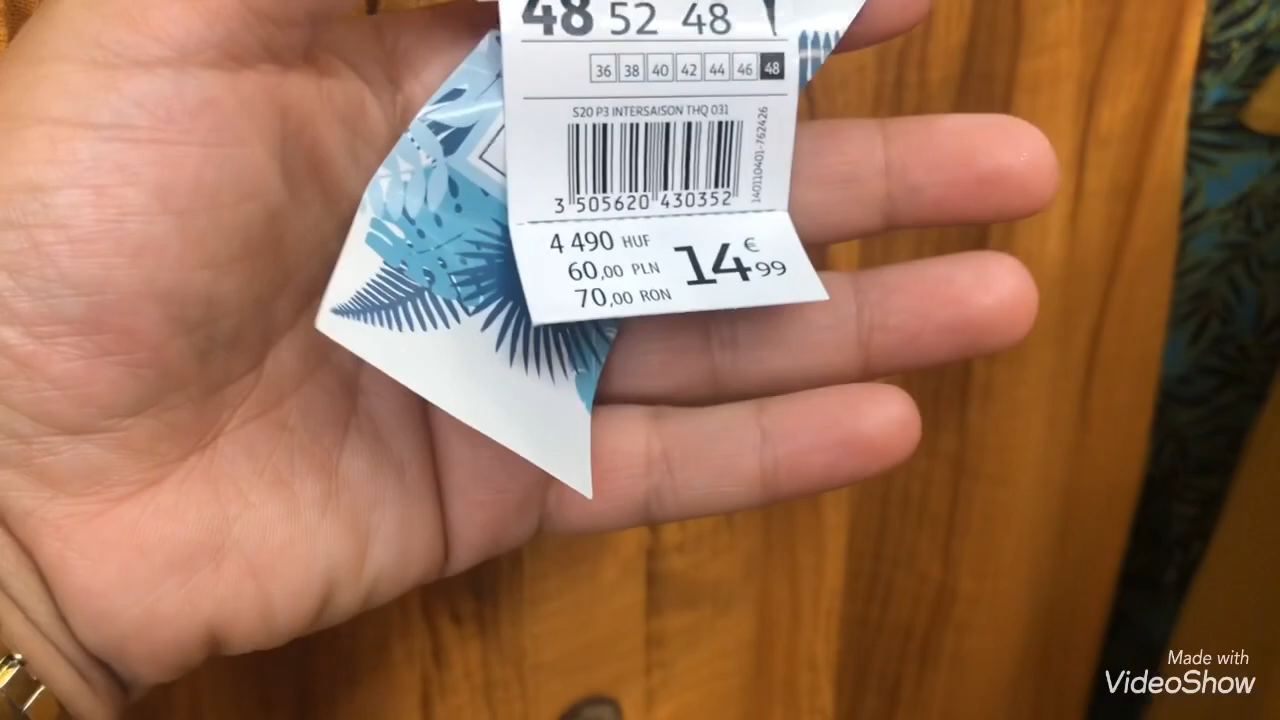 48 52 48
36 38 40 42 44 46 48
S20 P3 INTERSAISON THQ 031
140110401-762426
3 505620 430352
4 490 HUF
60,00 PLN
70,00 RON
14€99
Made with
VideoShow